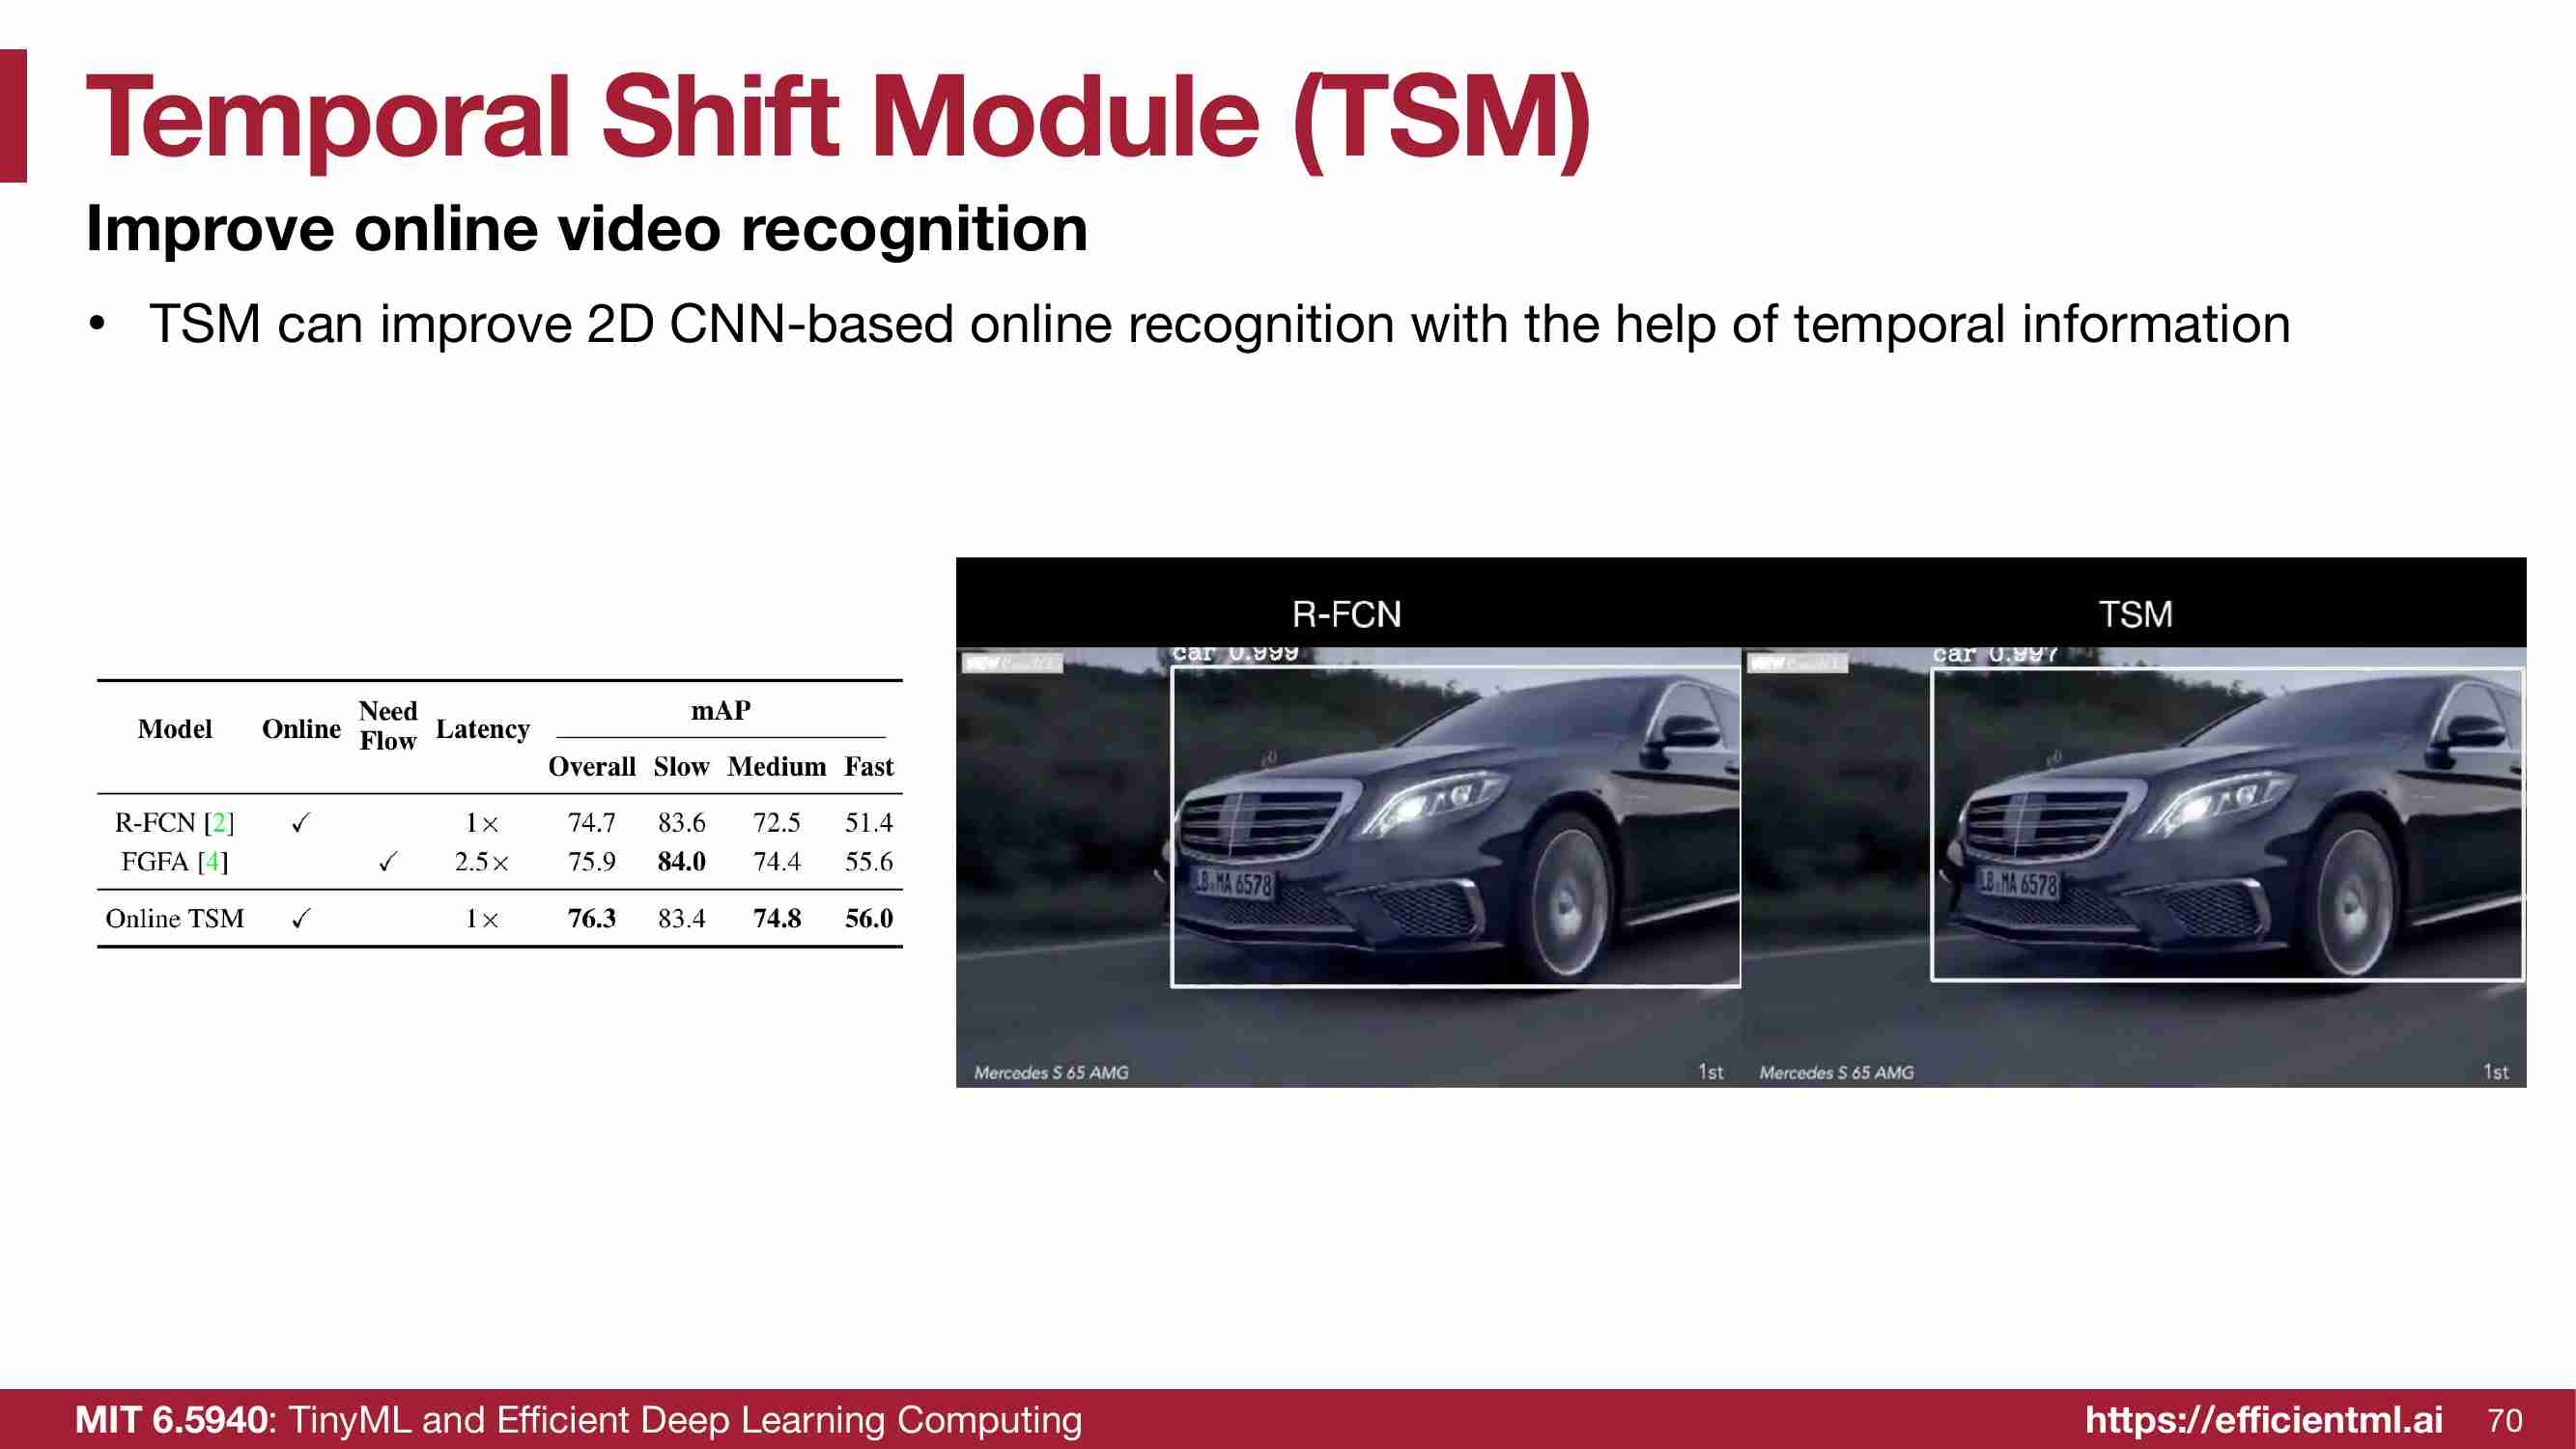 Temporal Shift Module (TSM)
Improve online video recognition
• TSM can improve 2D CNN-based online recognition with the help of temporal information
Model Online Need Flow Latency mAP
Overall Slow Medium Fast
R-FCN [2] ✓ 1× 74.7 83.6 72.5 51.4
FGFA [4] ✓ 2.5× 75.9 84.0 74.4 55.6
Online TSM ✓ 1× 76.3 83.4 74.8 56.0
R-FCN TSM
car 0.999 car 0.997
MA 6578 MA 6578
Mercedes S 65 AMG 1st Mercedes S 65 AMG 1st
MIT 6.5940: TinyML and Efficient Deep Learning Computing https://efficientml.ai 70